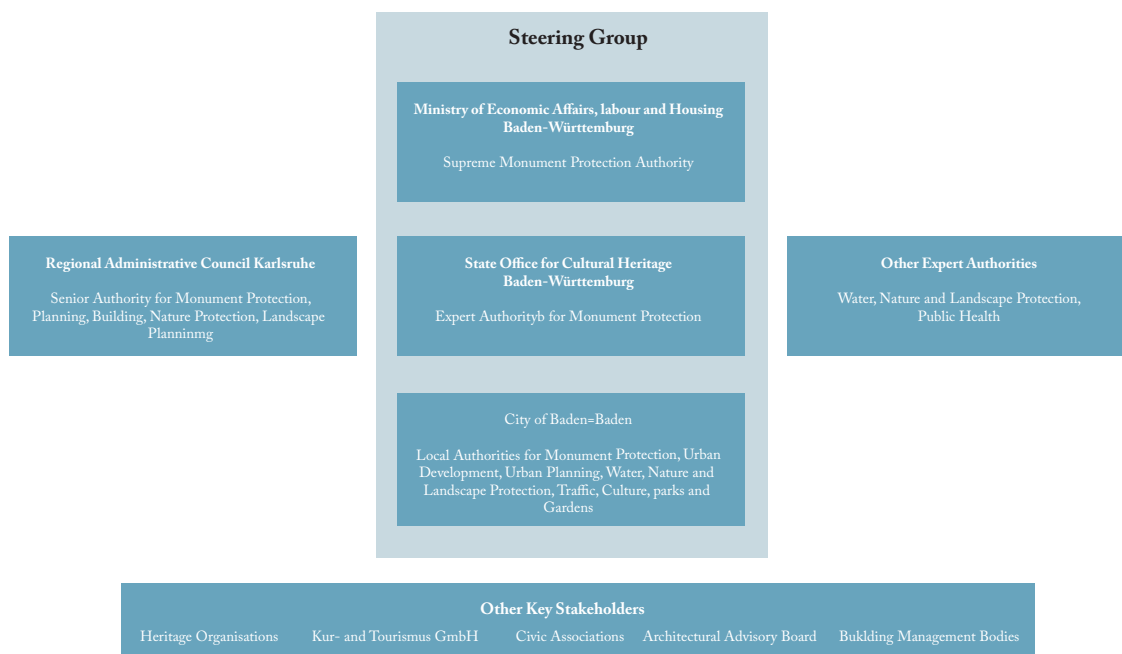 Steering Group
Ministry of Economic Affairs, labour and Housing
Baden-Württemburg
Supreme Monument Protection Authority
Regional Administrative Council Karlsruhe
Senior Authority for Monument Protection,
Planning, Building, Nature Protection, Landscape
Planninmg
State Office for Cultural Heritage
Baden-Württemburg
Expert Authorityb for Monument Protection
Other Expert Authorities
Water, Nature and Landscape Protection,
Public Health
City of Baden=Baden
Local Authorities for Monument Protection, Urban
Development, Urban Planning, Water, Nature and
Landscape Protection, Traffic, Culture, parks and
Gardens
Other Key Stakeholders
Heritage Organisations Kur- and Tourismus GmbH Civic Associations Architectural Advisory Board Buklding Management Bodies